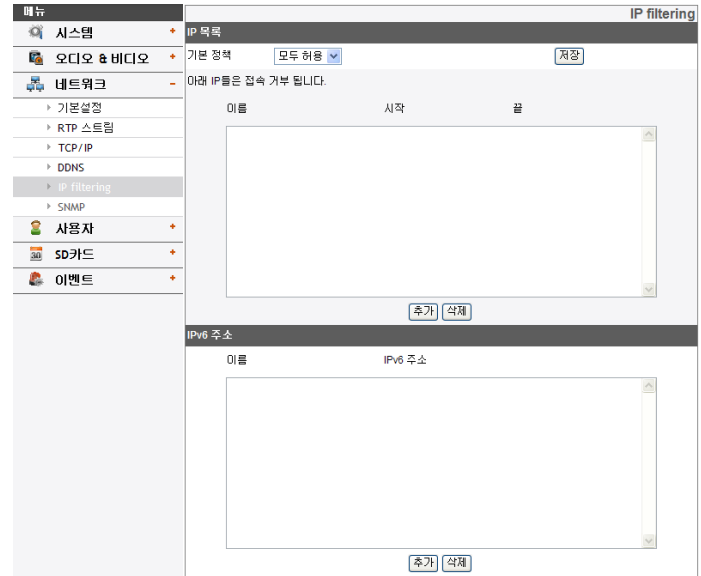 메뉴
시스템 +
오디오 & 비디오 +
네트워크 -
기본설정
RTP 스트림
TCP/IP
DDNS
IP filtering
SNMP
사용자 +
30 SD카드 +
이벤트 +
IP filtering
IP 목록
기본 정책 모두 허용 저장
아래 IP들은 접속 거부 됩니다.
이름 시작 끝
추가 삭제
IPv6 주소
이름 IPv6 주소
추가 삭제